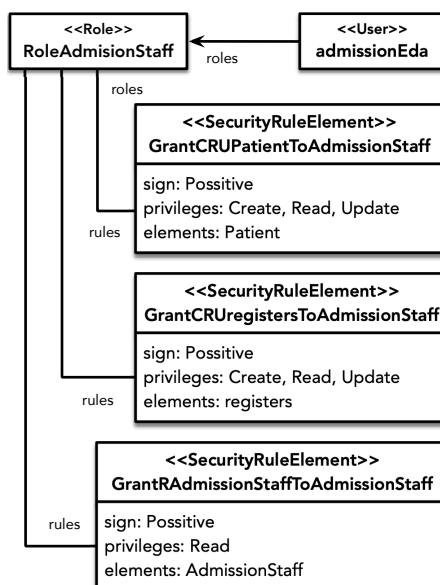 <<Role>>
RoleAdmisionStaff
<<User>>
admissionEda
roles
roles
<<SecurityRuleElement>>
GrantCRUPatientToAdmissionStaff
sign: Possitive
privileges: Create, Read, Update
elements: Patient
rules
<<SecurityRuleElement>>
GrantCRUregistersToAdmissionStaff
sign: Possitive
privileges: Create, Read, Update
elements: registers
rules
<<SecurityRuleElement>>
GrantRAdmissionStaffToAdmissionStaff
rules
sign: Possitive
privileges: Read
elements: AdmissionStaff